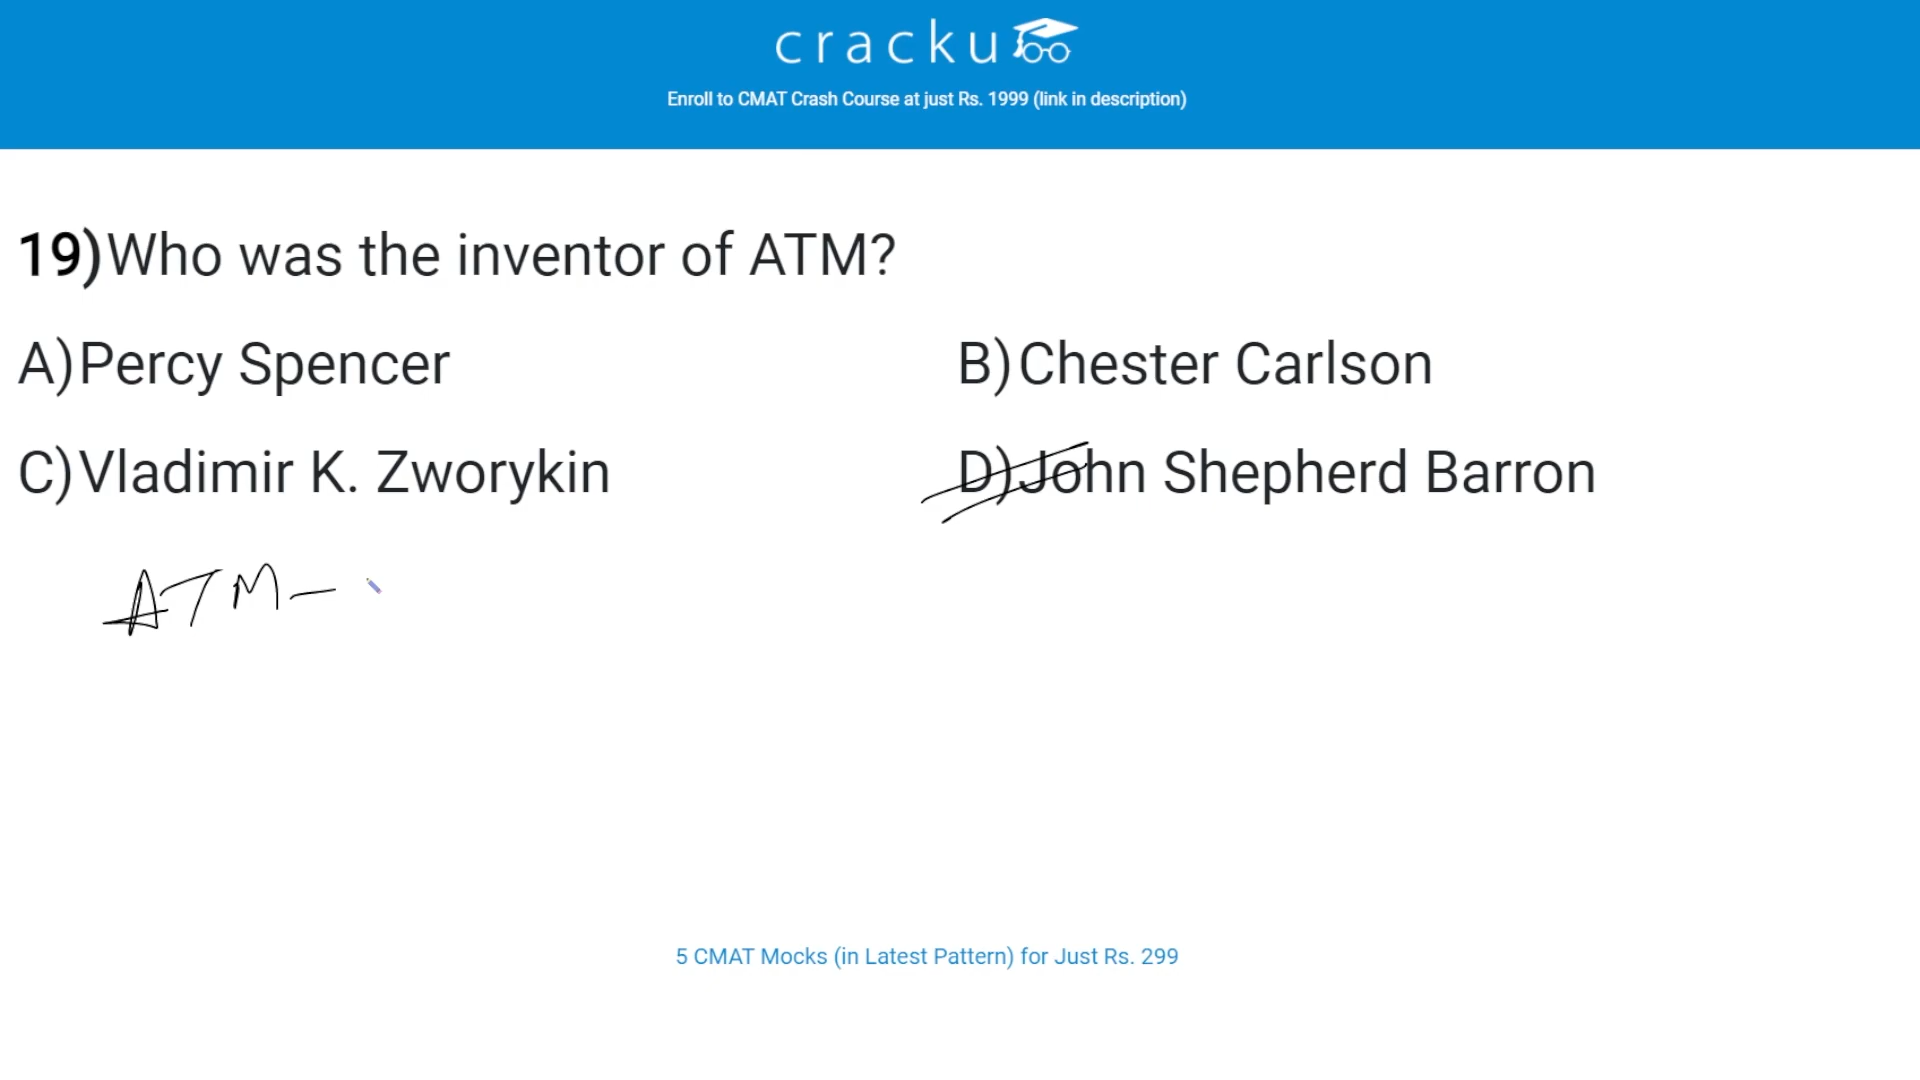 cracku
Enroll to CMAT Crash Course at just Rs. 1999 (link in description)
19)Who was the inventor of ATM?
A)Percy Spencer
B)Chester Carlson
C)Vladimir K. Zworykin
D)John Shepherd Barron
ATM-
5 CMAT Mocks (in Latest Pattern) for Just Rs. 299